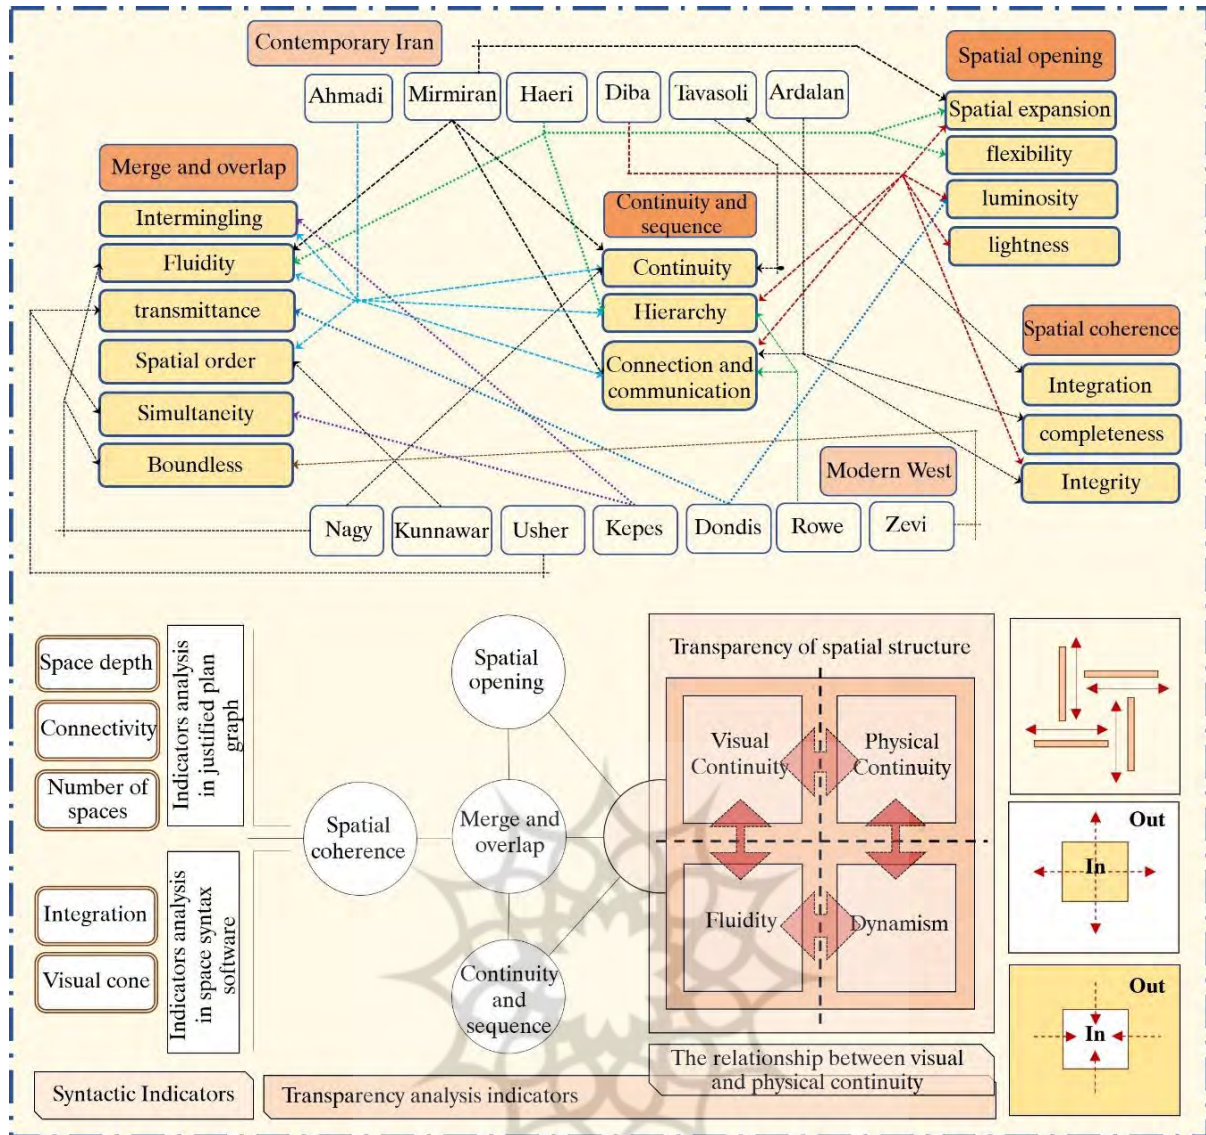 Contemporary Iran
Ahmadi
Mirmiran
Haeri
Diba
Tavasoli
Ardalan
Spatial opening
Spatial expansion
flexibility
luminosity
lightness
Merge and overlap
Intermingling
Fluidity
transmittance
Spatial order
Simultaneity
Boundless
Continuity and
sequence
Continuity
Hierarchy
Connection and
communication
Spatial coherence
Integration
completeness
Integrity
Modern West
Nagy
Kunnawar
Usher
Kepes
Dondis
Rowe
Zevi
Space depth
Connectivity
Number of
spaces
Indicators analysis
in justified plan
graph
Integration
Visual cone
Indicators analysis
in space syntax
software
Spatial
opening
Spatial
coherence
Merge and
overlap
Continuity
and
sequence
Transparency of spatial structure
Visual
Continuity
Physical
Continuity
Fluidity
Dynamism
Out
In
Out
In
Syntactic Indicators
Transparency analysis indicators
The relationship between visual
and physical continuity